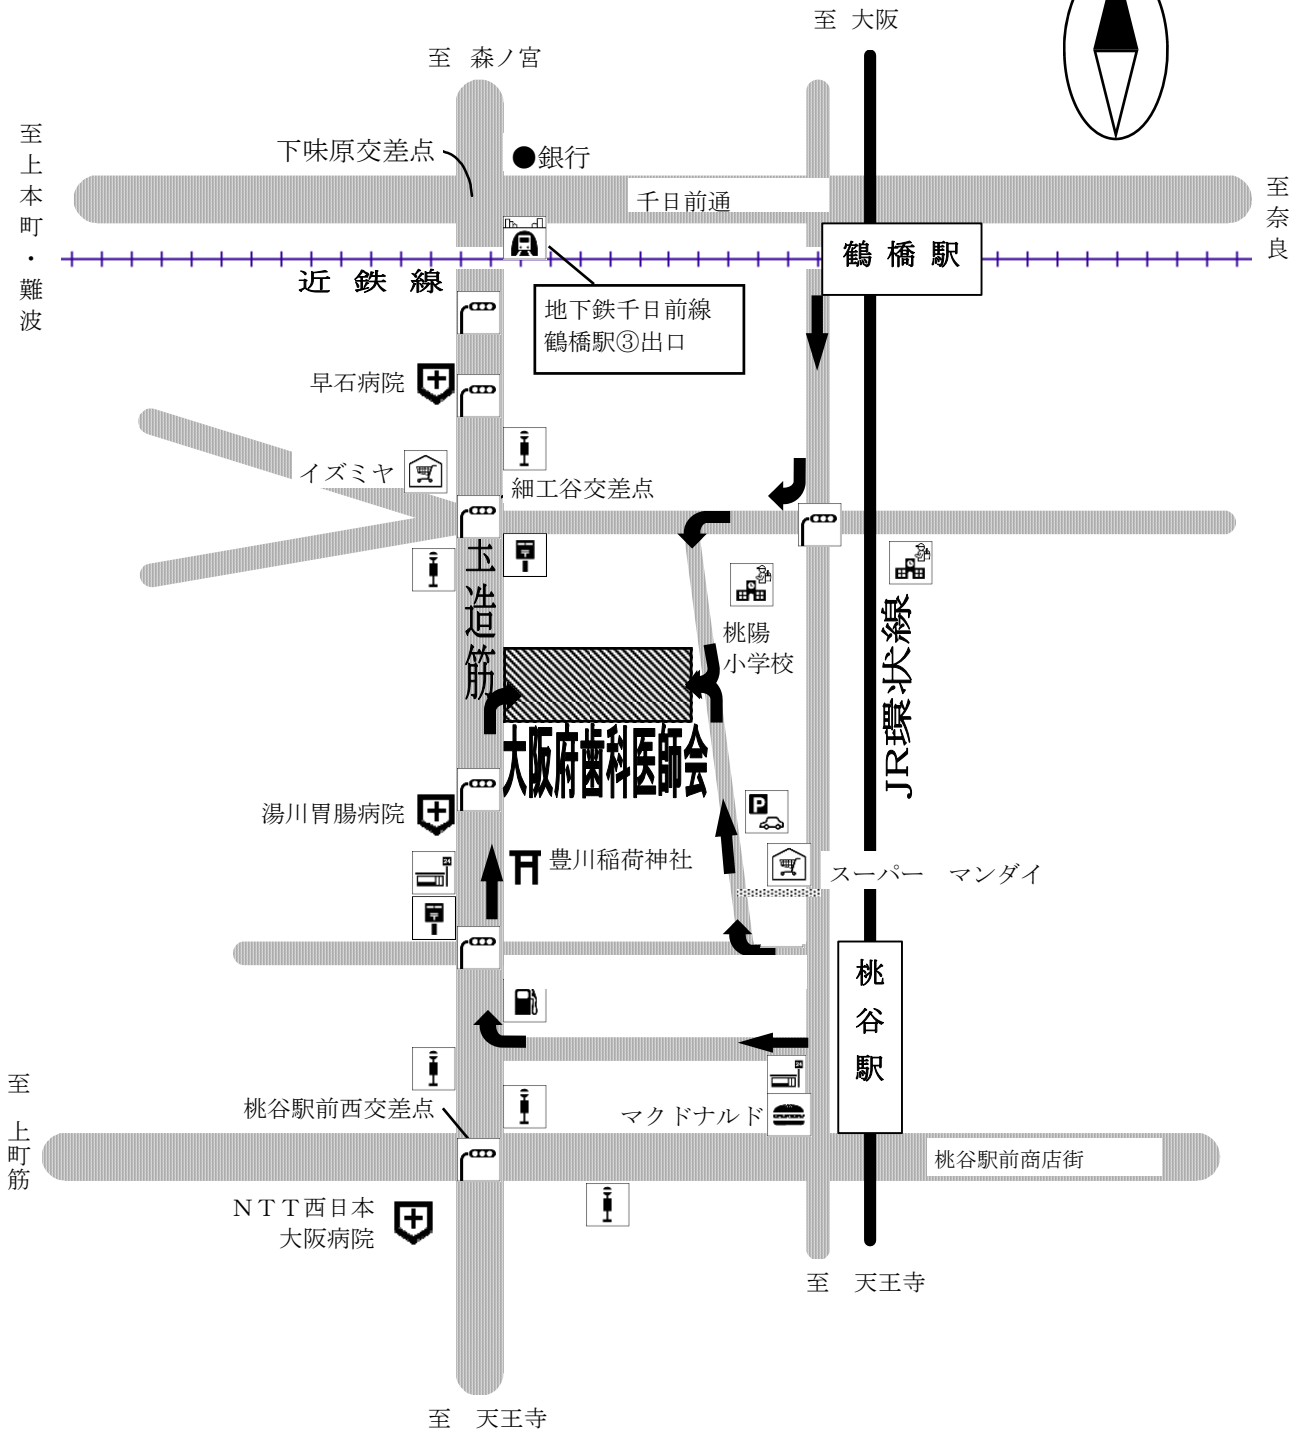 至 大阪
至 森ノ宮
至上本町・難波
下味原交差点
●銀行
千日前通
至奈良
鶴橋駅
近鉄線
地下鉄千日前線
鶴橋駅③出口
早石病院
イズミヤ
細工谷交差点
玉造筋
桃陽
小学校
JR環状線
大阪府歯科医師会
湯川胃腸病院
P
豊川稲荷神社
24
スーパー マンダイ
桃谷駅
24
至 上町筋
桃谷駅前西交差点
マクドナルド
桃谷駅前商店街
ＮＴＴ西日本
大阪病院
至 天王寺
至 天王寺